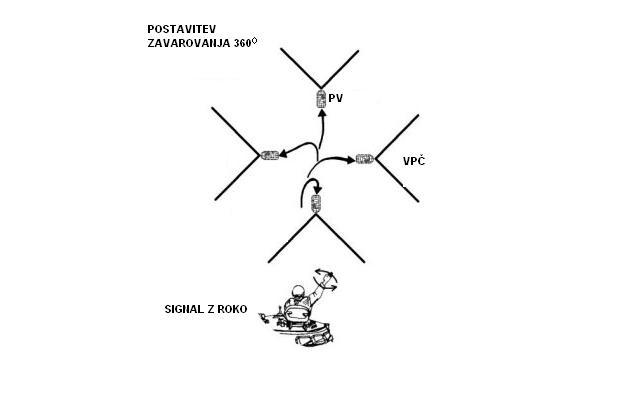 POSTAVITEV
ZAVAROVANJA 360⁰
PV
VPČ
SIGNAL Z ROKO